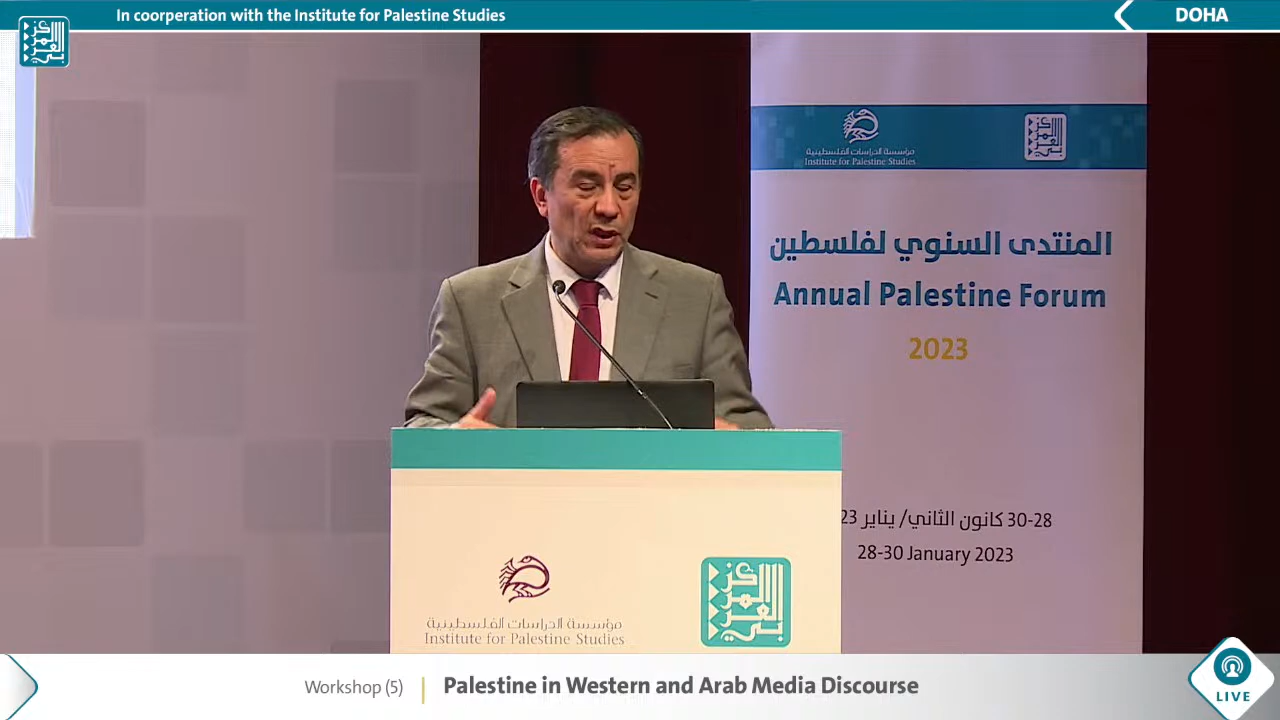 In coorperation with the Institute for Palestine Studies
DOHA
مؤسسة الدراسات الفلسطينية
Institute for Palestine Studies
المنتدى السنوي لفلسطين
Annual Palestine Forum
2023
28-30 كانون الثاني/ يناير 23
28-30 January 2023
مؤسسة الدراسات الفلسطينية
Institute for Palestine Studies
Workshop (5)
Palestine in Western and Arab Media Discourse
LIVE